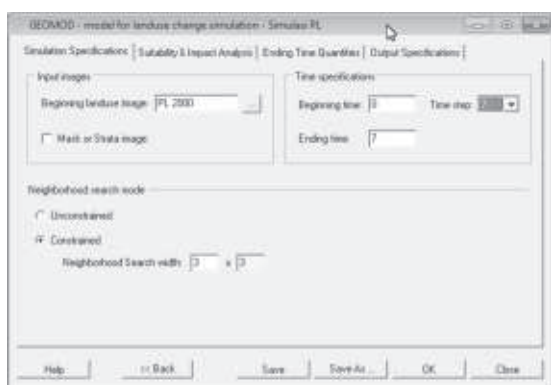 GEOMOD - model for landuse change simulation - Simulasi PL
Simulation Specifications | Suitability & Impact Analysis | Ending Time Quantities | Output Specifications
Input images
Beginning landuse image: PL 2000 ...
Mask or Strata image
Time specifications
Beginning time: 0 Time step:
Ending time: 7
Neighborhood search mode
Unconstrained
Constrained
Neighborhood Search width: 3 x 3
Help << Back Save Save As ... OK Close